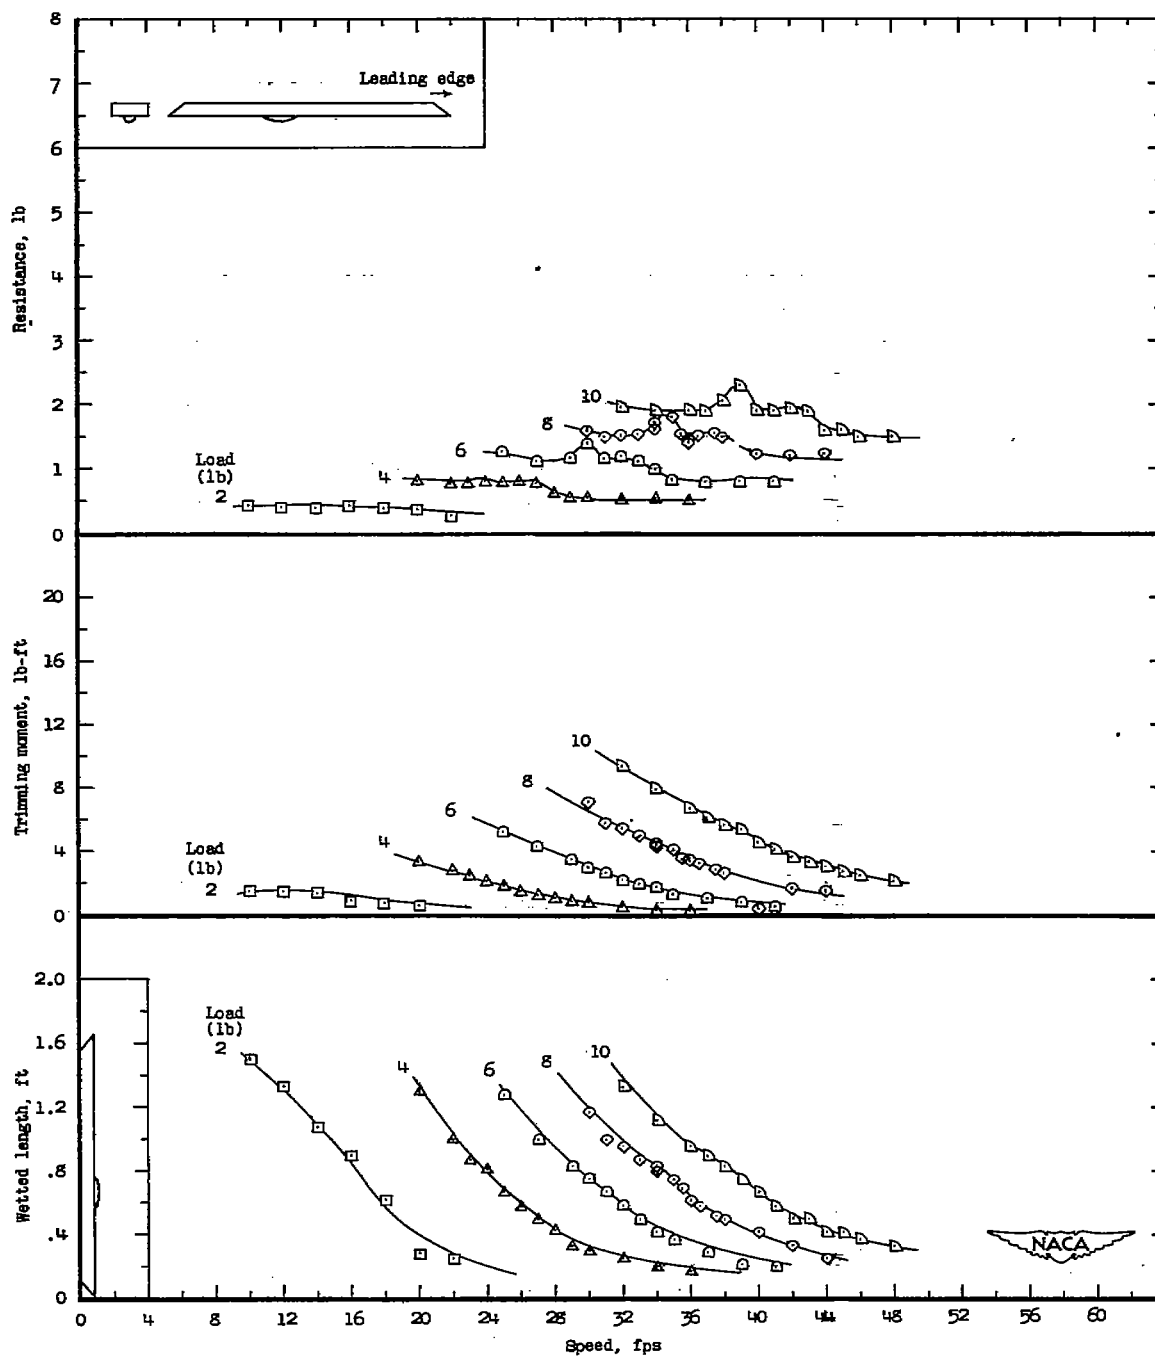 8
7
6
5
4
3
2
1
0
Resistance, lb
Leading edge
10
8
6
4
Load
(lb)
2
20
16
12
8
4
0
Trimming moment, lb-ft
10
8
6
4
Load
(lb)
2
2.0
1.6
1.2
.8
.4
0
Wetted length, ft
Load
(lb)
2
4
6
8
10
NACA
0 4 8 12 16 20 24 28 32 36 40 44 48 52 56 60
Speed, fps